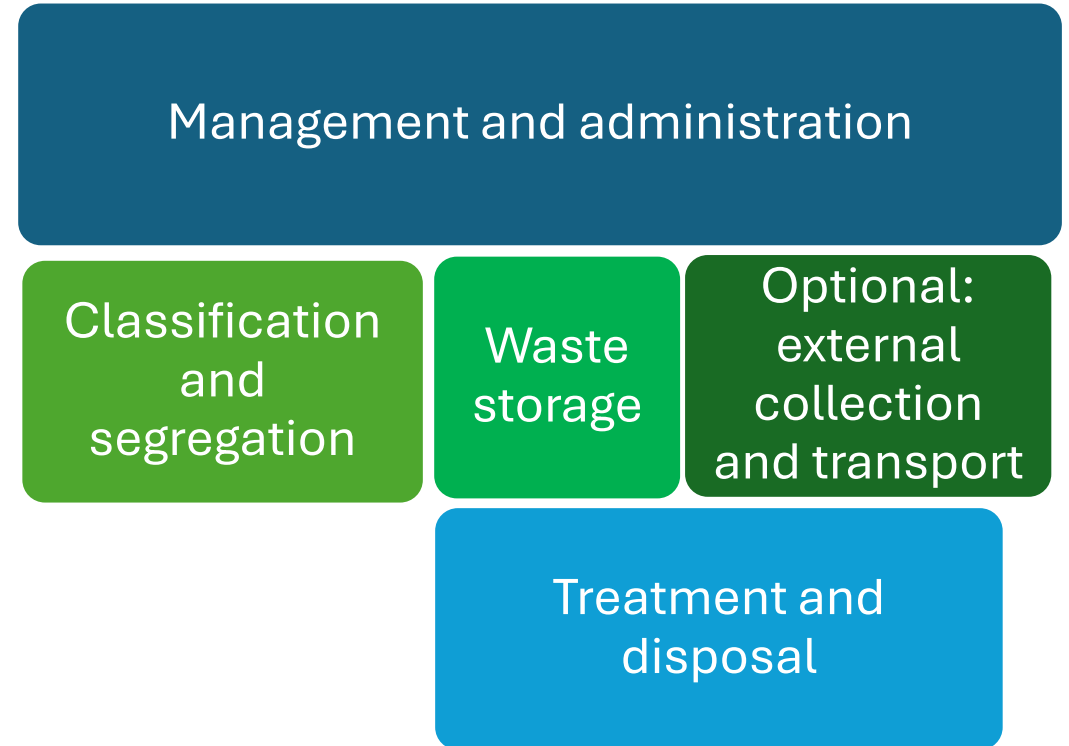 Management and administration
Classification
and
segregation
Waste
storage
Optional:
external
collection
and transport
Treatment and
disposal